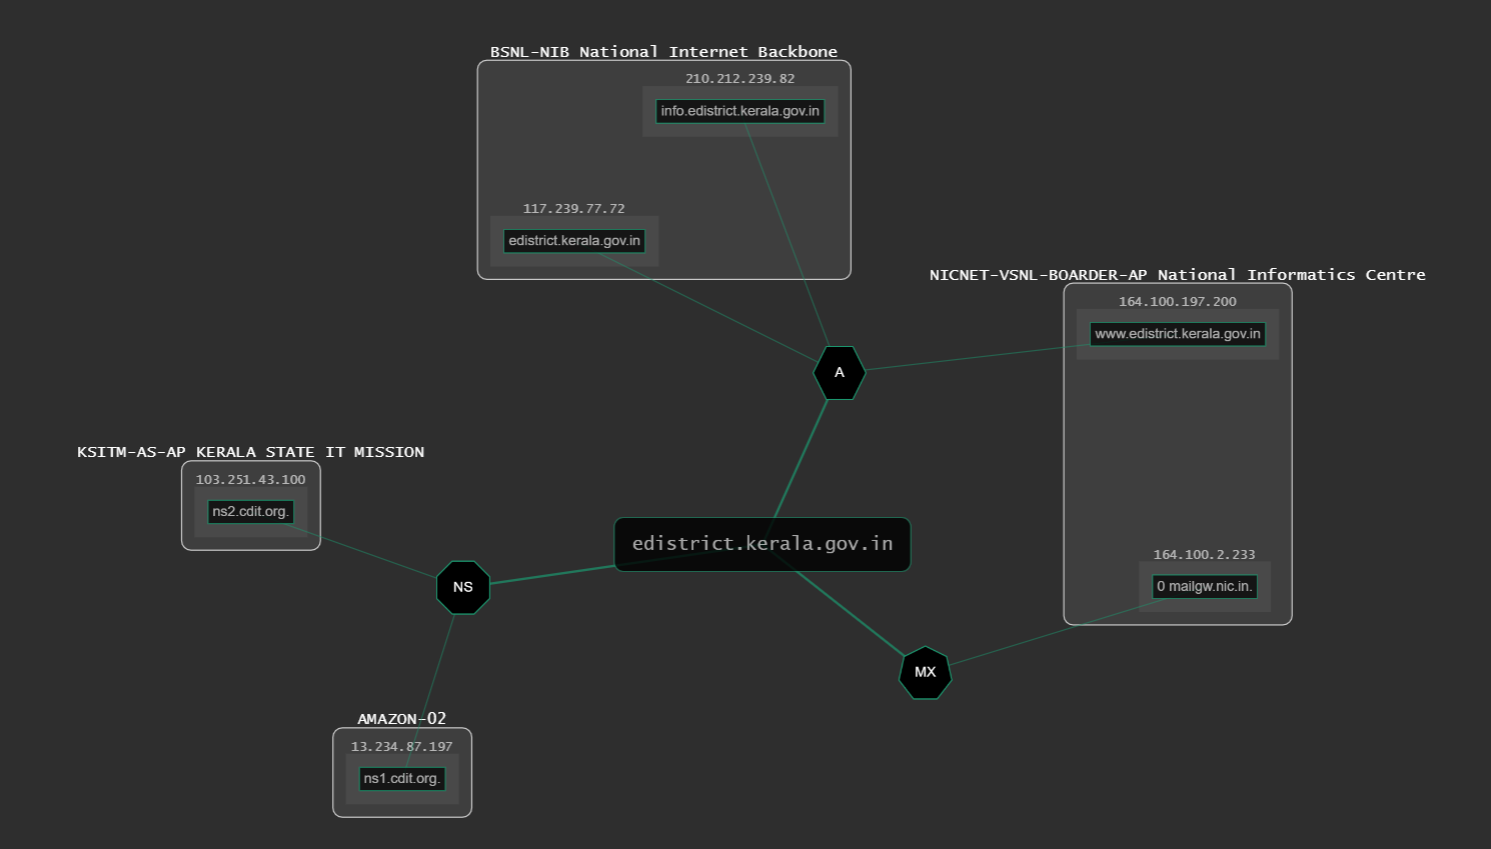 BSNL-NIB National Internet Backbone
210.212.239.82
info.edistrict.kerala.gov.in
117.239.77.72
edistrict.kerala.gov.in
NICNET-VSNL-BOARDER-AP National Informatics Centre
164.100.197.200
www.edistrict.kerala.gov.in
A
KSITM-AS-AP KERALA STATE IT MISSION
103.251.43.100
ns2.cdit.org.
edistrict.kerala.gov.in
164.100.2.233
0 mailgw.nic.in.
NS
MX
AMAZON-02
13.234.87.197
ns1.cdit.org.